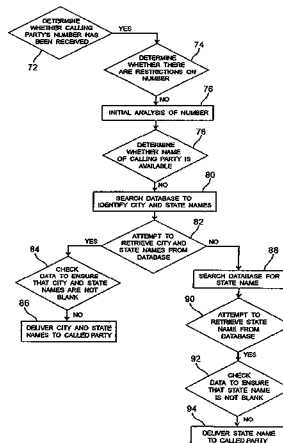 DETERMINE
WHETHER CALLING
PARTY'S NUMBER HAS
BEEN RECEIVED
72
YES
74
DETERMINE
WHETHER THERE
ARE RESTRICTIONS ON
NUMBER
NO
76
INITIAL ANALYSIS OF NUMBER
78
DETERMINE
WHETHER NAME
OF CALLING PARTY IS
AVAILABLE
NO
80
SEARCH DATABASE TO
IDENTIFY CITY AND STATE NAMES
82
ATTEMPT TO
RETRIEVE CITY AND
STATE NAMES FROM
DATABASE
YES
NO
84
CHECK
DATA TO ENSURE
THAT CITY AND STATE
NAMES ARE NOT
BLANK
NO
86
DELIVER CITY AND STATE
NAMES TO CALLED PARTY
88
SEARCH DATABASE FOR
STATE NAME
90
ATTEMPT TO
RETRIEVE STATE
NAME FROM
DATABASE
YES
92
CHECK
DATA TO ENSURE
THAT STATE NAME
IS NOT BLANK
NO
94
DELIVER STATE NAME
TO CALLED PARTY